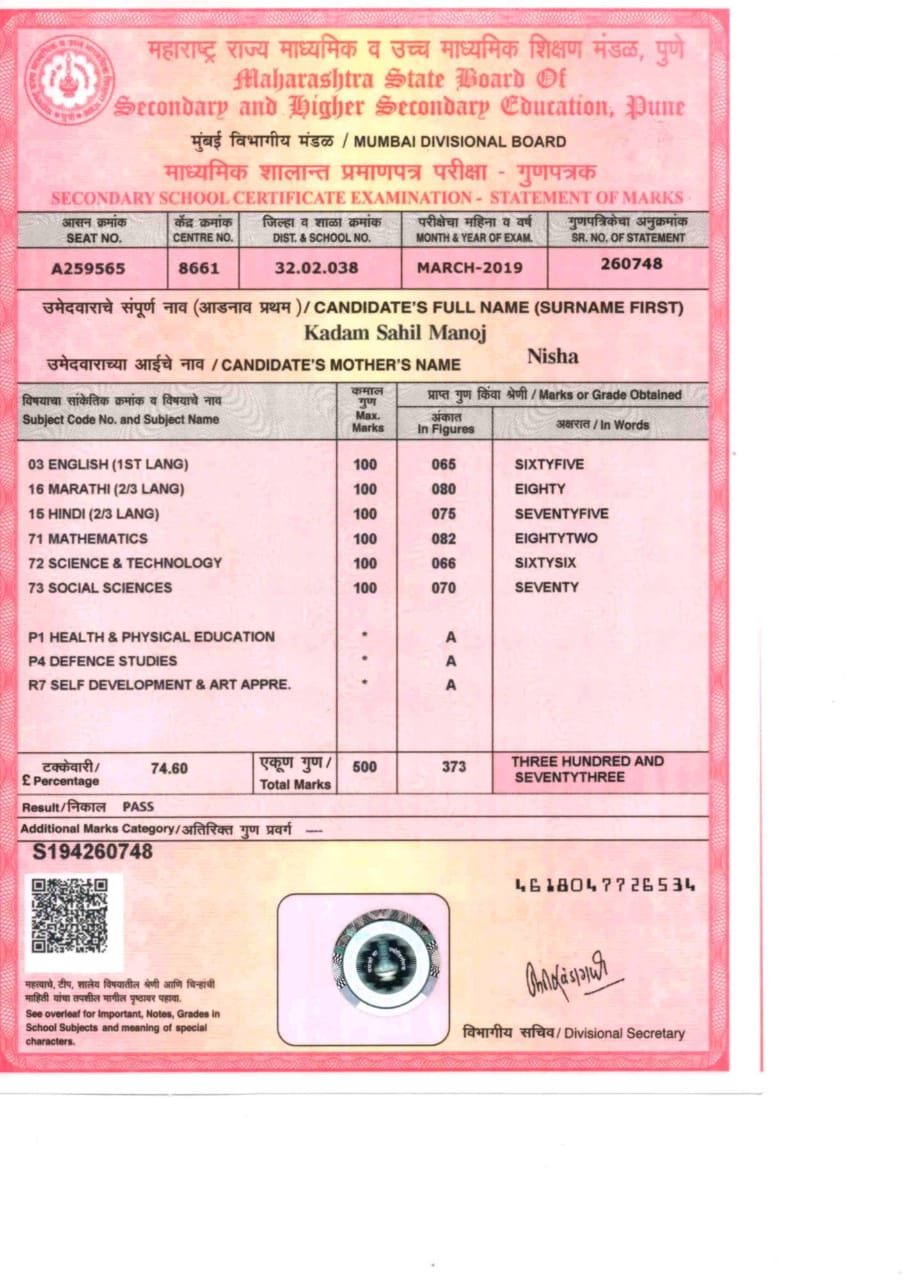 महाराष्ट्र राज्य माध्यमिक व उच्च माध्यमिक शिक्षण मंडळ, पुणे
Maharashtra State Board Of
Secondary and Higher Secondary Education, Pune
मुंबई विभागीय मंडळ / MUMBAI DIVISIONAL BOARD
माध्यमिक शालान्त प्रमाणपत्र परीक्षा - गुणपत्रक
SECONDARY SCHOOL CERTIFICATE EXAMINATION - STATEMENT OF MARKS
आसन क्रमांक केंद्र क्रमांक जिल्हा व शाळा क्रमांक परीक्षेचा महिना व वर्ष गुणपत्रिकेचा अनुक्रमांक
SEAT NO. CENTRE NO. DIST. & SCHOOL NO. MONTH & YEAR OF EXAM. SR. NO. OF STATEMENT
A259565 8661 32.02.038 MARCH-2019 260748
उमेदवाराचे संपूर्ण नाव (आडनाव प्रथम )/ CANDIDATE'S FULL NAME (SURNAME FIRST)
Kadam Sahil Manoj
उमेदवाराच्या आईचे नाव / CANDIDATE'S MOTHER'S NAME Nisha
विषयाचा सांकेतिक क्रमांक व विषयाचे नाव कमाल गुण प्राप्त गुण किंवा श्रेणी / Marks or Grade Obtained
Subject Code No. and Subject Name Max. Marks अंकात In Figures अक्षरात / In Words
03 ENGLISH (1ST LANG) 100 065 SIXTYFIVE
16 MARATHI (2/3 LANG) 100 080 EIGHTY
15 HINDI (2/3 LANG) 100 075 SEVENTYFIVE
71 MATHEMATICS 100 082 EIGHTYTWO
72 SCIENCE & TECHNOLOGY 100 066 SIXTYSIX
73 SOCIAL SCIENCES 100 070 SEVENTY
P1 HEALTH & PHYSICAL EDUCATION * A
P4 DEFENCE STUDIES * A
R7 SELF DEVELOPMENT & ART APPRE. * A
टक्केवारी/ 74.60 एकूण गुण/ 500 373 THREE HUNDRED AND
£ Percentage Total Marks SEVENTYTHREE
Result/निकाल PASS
Additional Marks Category/अतिरिक्त गुण प्रवर्ग ----
S194260748
4618047726534
महत्वाचे, टीप, शालेय विषयातील श्रेणी आणि चिन्हांची
माहिती यांचा तपशील मागील पृष्ठावर पहावा.
See overleaf for Important, Notes, Grades in
School Subjects and meaning of special
characters.
विभागीय सचिव/ Divisional Secretary